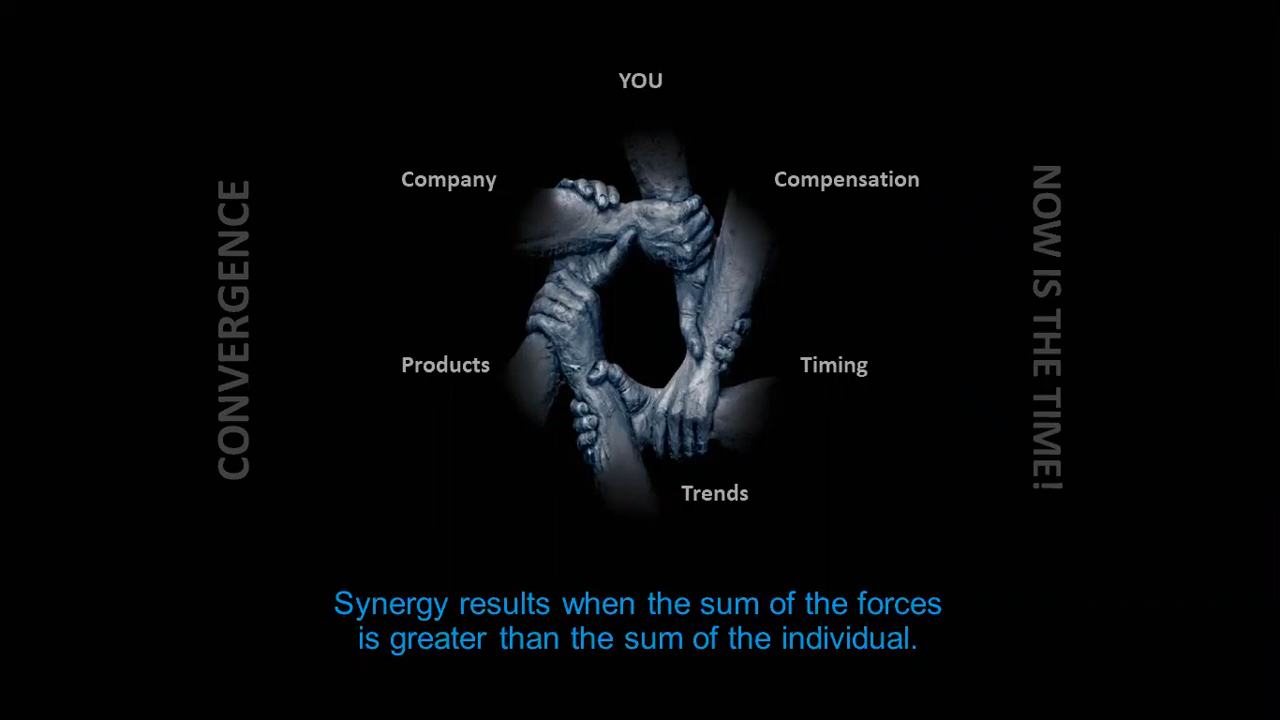 YOU
Company
Compensation
CONVERGENCE
NOW IS THE TIME!
Products
Timing
Trends
Synergy results when the sum of the forces
is greater than the sum of the individual.